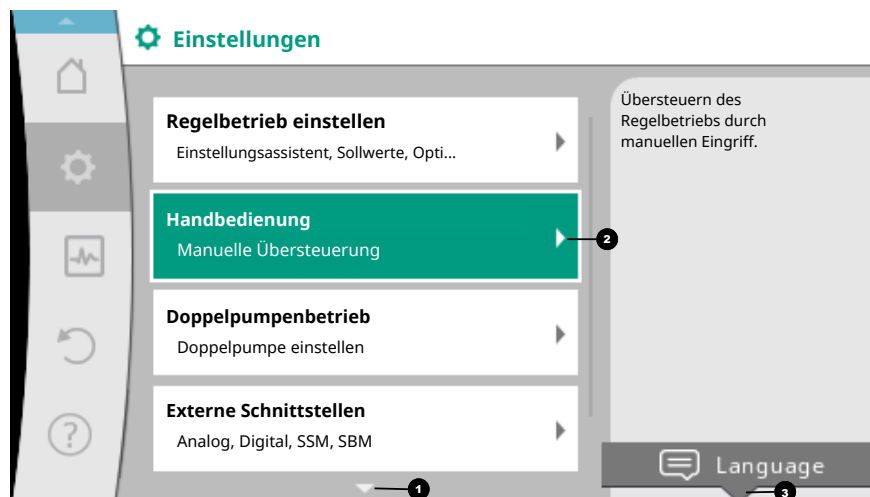 Einstellungen
Regelbetrieb einstellen
Einstellungsassistent, Sollwerte, Opti...
Handbedienung
Manuelle Übersteuerung
2
Doppelpumpenbetrieb
Doppelpumpe einstellen
Externe Schnittstellen
Analog, Digital, SSM, SBM
1
Übersteuern des
Regelbetriebs durch
manuellen Eingriff.
?
Language
3